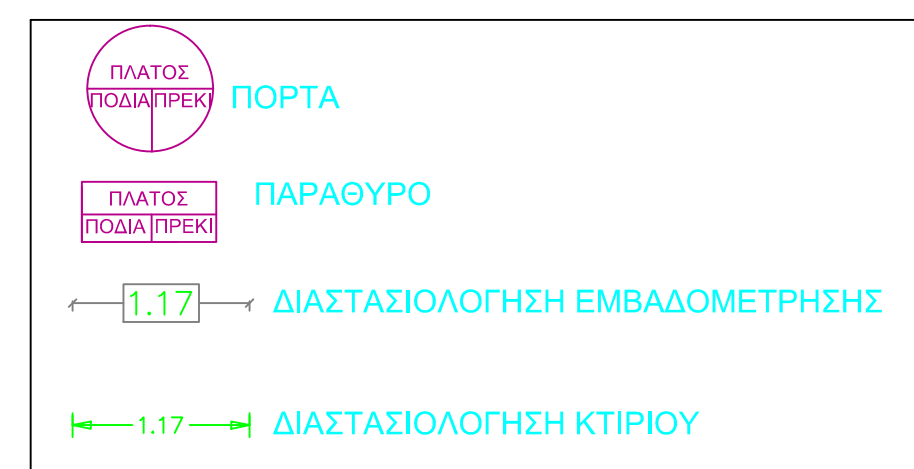 ΠΛΑΤΟΣ
ΠΟΔΙΑ ΠΡΕΚΙ
ΠΟΡΤΑ
ΠΛΑΤΟΣ
ΠΟΔΙΑ ΠΡΕΚΙ
ΠΑΡΑΘΥΡΟ
1.17 ΔΙΑΣΤΑΣΙΟΛΟΓΗΣΗ ΕΜΒΑΔΟΜΕΤΡΗΣΗΣ
1.17 ΔΙΑΣΤΑΣΙΟΛΟΓΗΣΗ ΚΤΙΡΙΟΥ